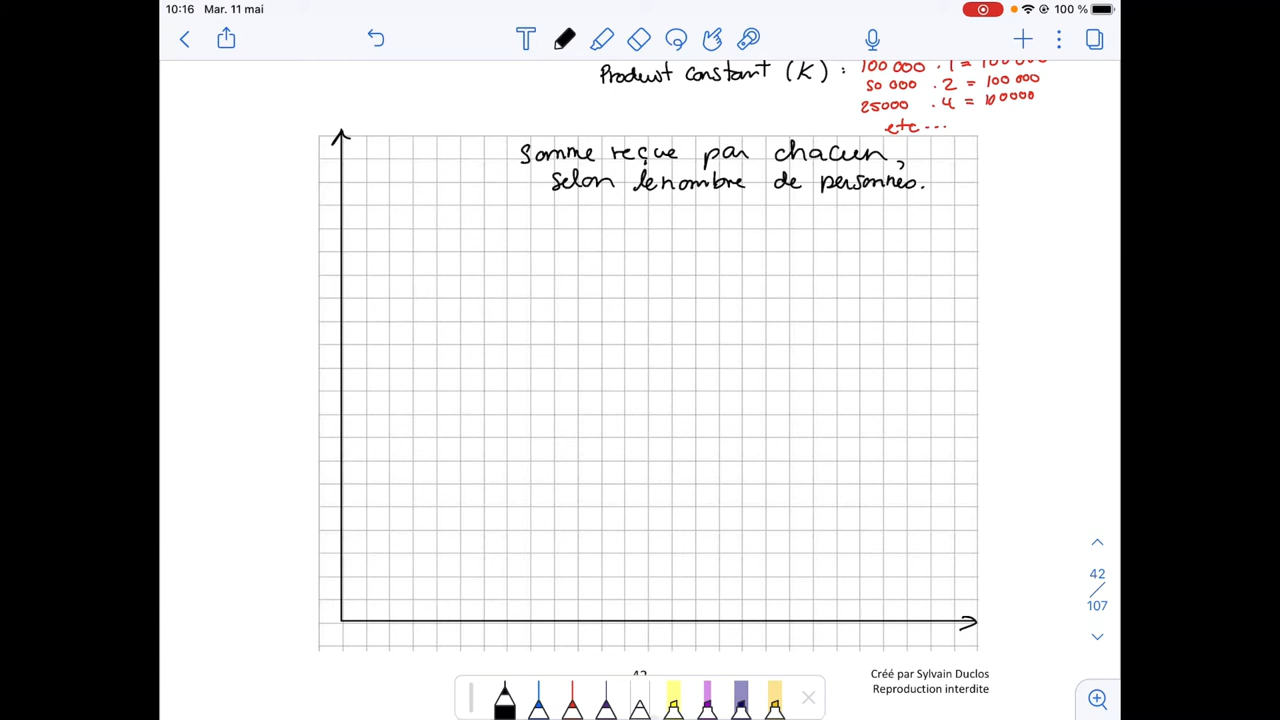 10:16 Mar. 11 mai 100 %
Product constant (K) : 100 000 . 1 = 100 000
50 000 . 2 = 100 000
25000 . 4 = 100000
etc...
Somme reçue par chacun,
selon le nombre de personnes.
42
107
42
Créé par Sylvain Duclos
Reproduction interdite